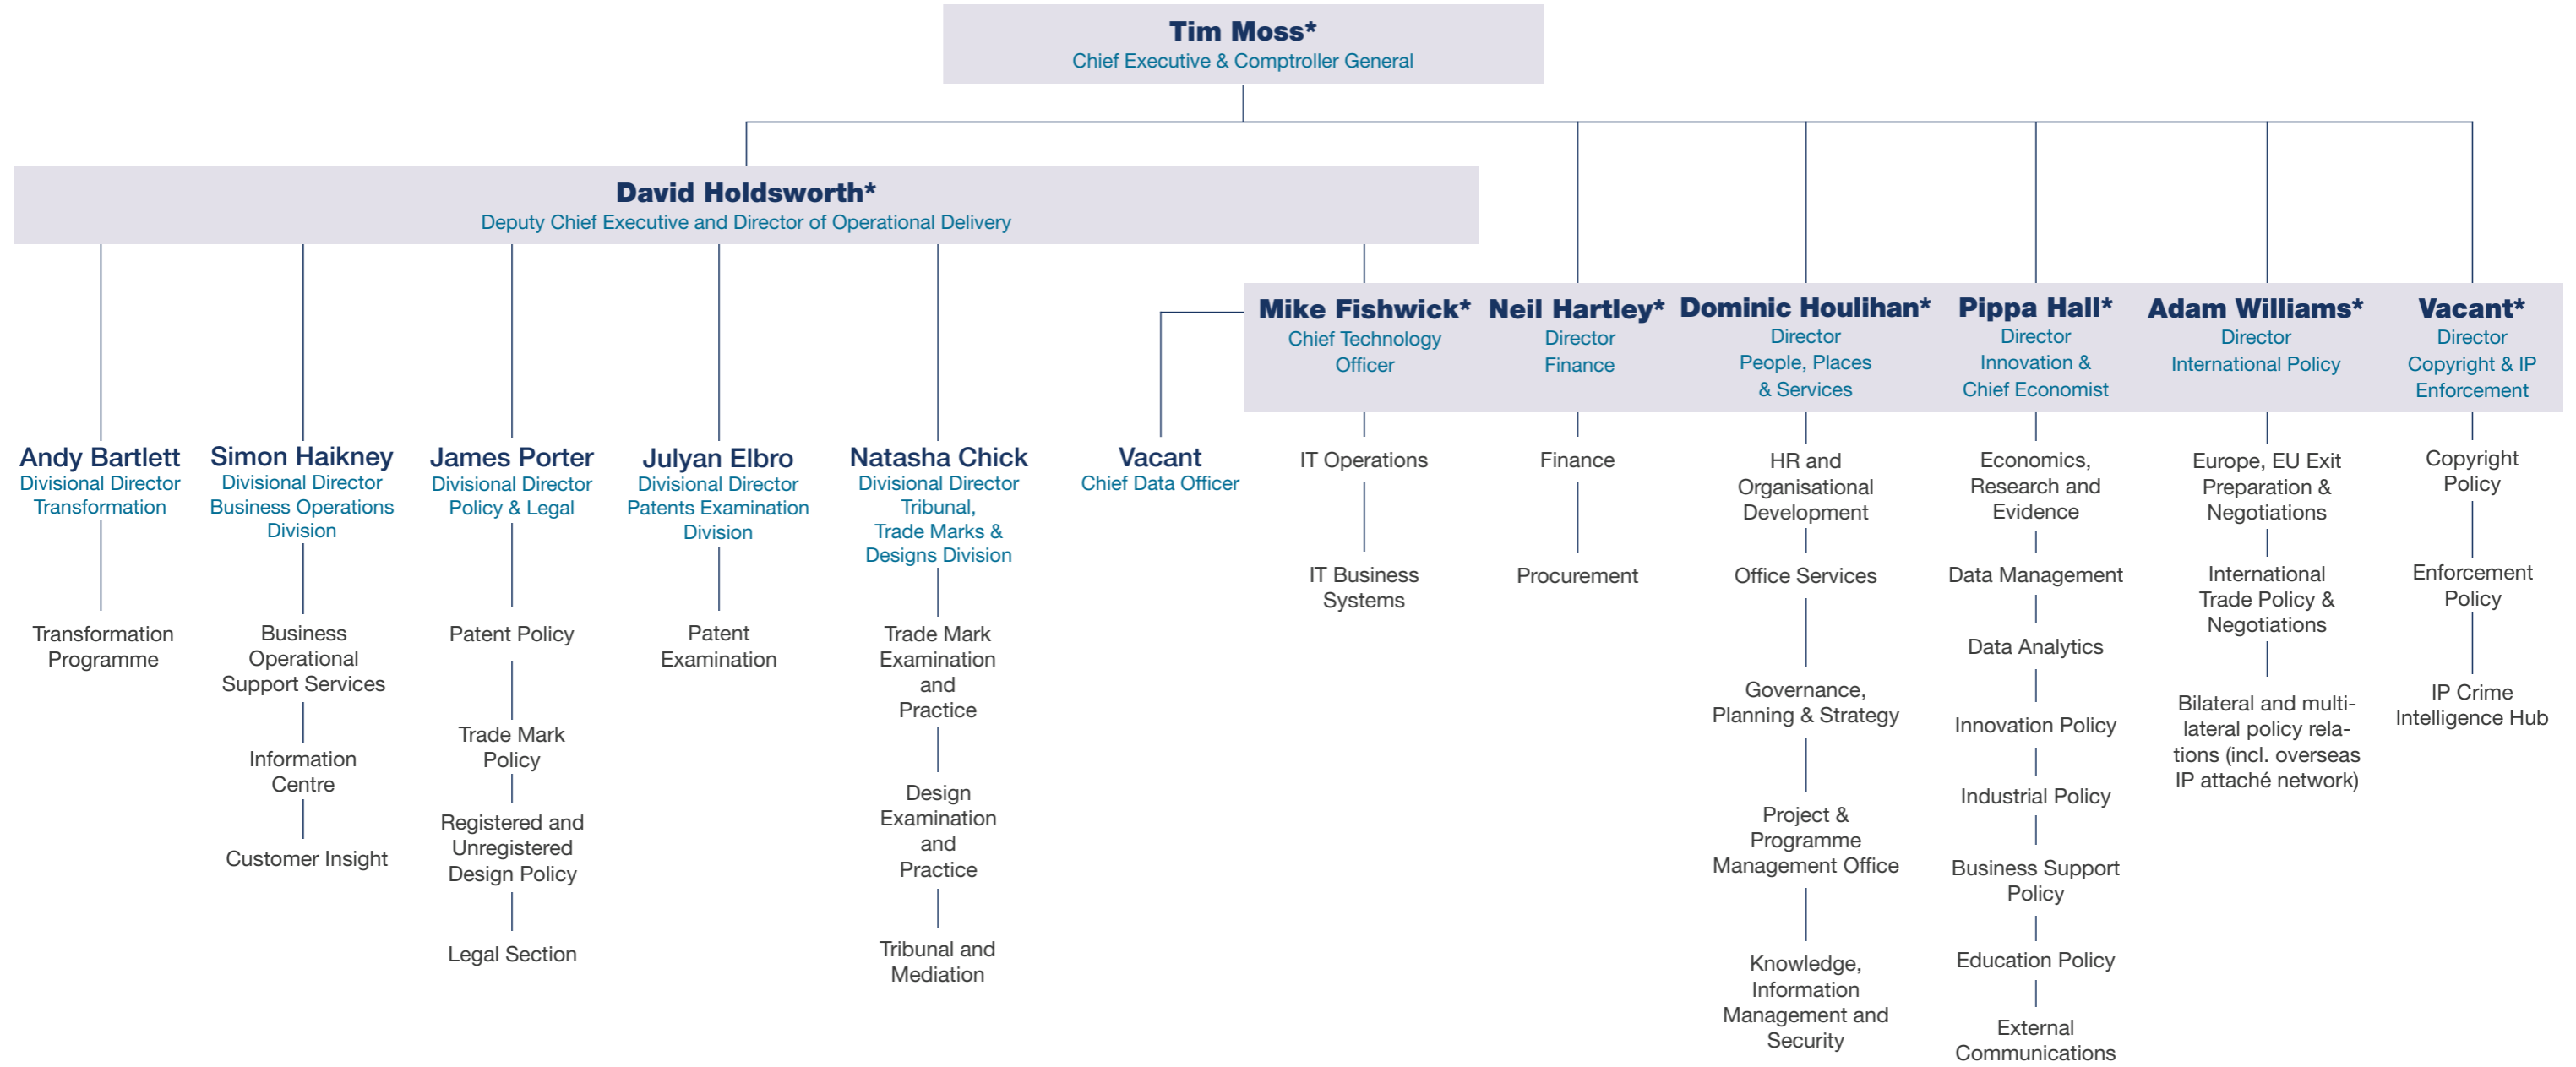 Tim Moss*
Chief Executive & Comptroller General
David Holdsworth*
Deputy Chief Executive and Director of Operational Delivery
Mike Fishwick*
Chief Technology
Officer
Neil Hartley*
Director
Finance
Dominic Houlihan*
Director
People, Places
& Services
Pippa Hall*
Director
Innovation &
Chief Economist
Adam Williams*
Director
International Policy
Vacant*
Director
Copyright & IP
Enforcement
Andy Bartlett
Divisional Director
Transformation
Transformation
Programme
Simon Haikney
Divisional Director
Business Operations
Division
Business
Operational
Support Services
Information
Centre
Customer Insight
James Porter
Divisional Director
Policy & Legal
Patent Policy
Trade Mark
Policy
Registered and
Unregistered
Design Policy
Legal Section
Julyan Elbro
Divisional Director
Patents Examination
Division
Patent
Examination
Natasha Chick
Divisional Director
Tribunal,
Trade Marks &
Designs Division
Trade Mark
Examination
and
Practice
Design
Examination
and
Practice
Tribunal and
Mediation
Vacant
Chief Data Officer
IT Operations
IT Business
Systems
Finance
Procurement
HR and
Organisational
Development
Office Services
Governance,
Planning & Strategy
Project &
Programme
Management Office
Knowledge,
Information
Management and
Security
Economics,
Research and
Evidence
Data Management
Data Analytics
Innovation Policy
Industrial Policy
Business Support
Policy
Education Policy
External
Communications
Europe, EU Exit
Preparation &
Negotiations
International
Trade Policy &
Negotiations
Bilateral and multi-
lateral policy rela-
tions (incl. overseas
IP attaché network)
Copyright
Policy
Enforcement
Policy
IP Crime
Intelligence Hub